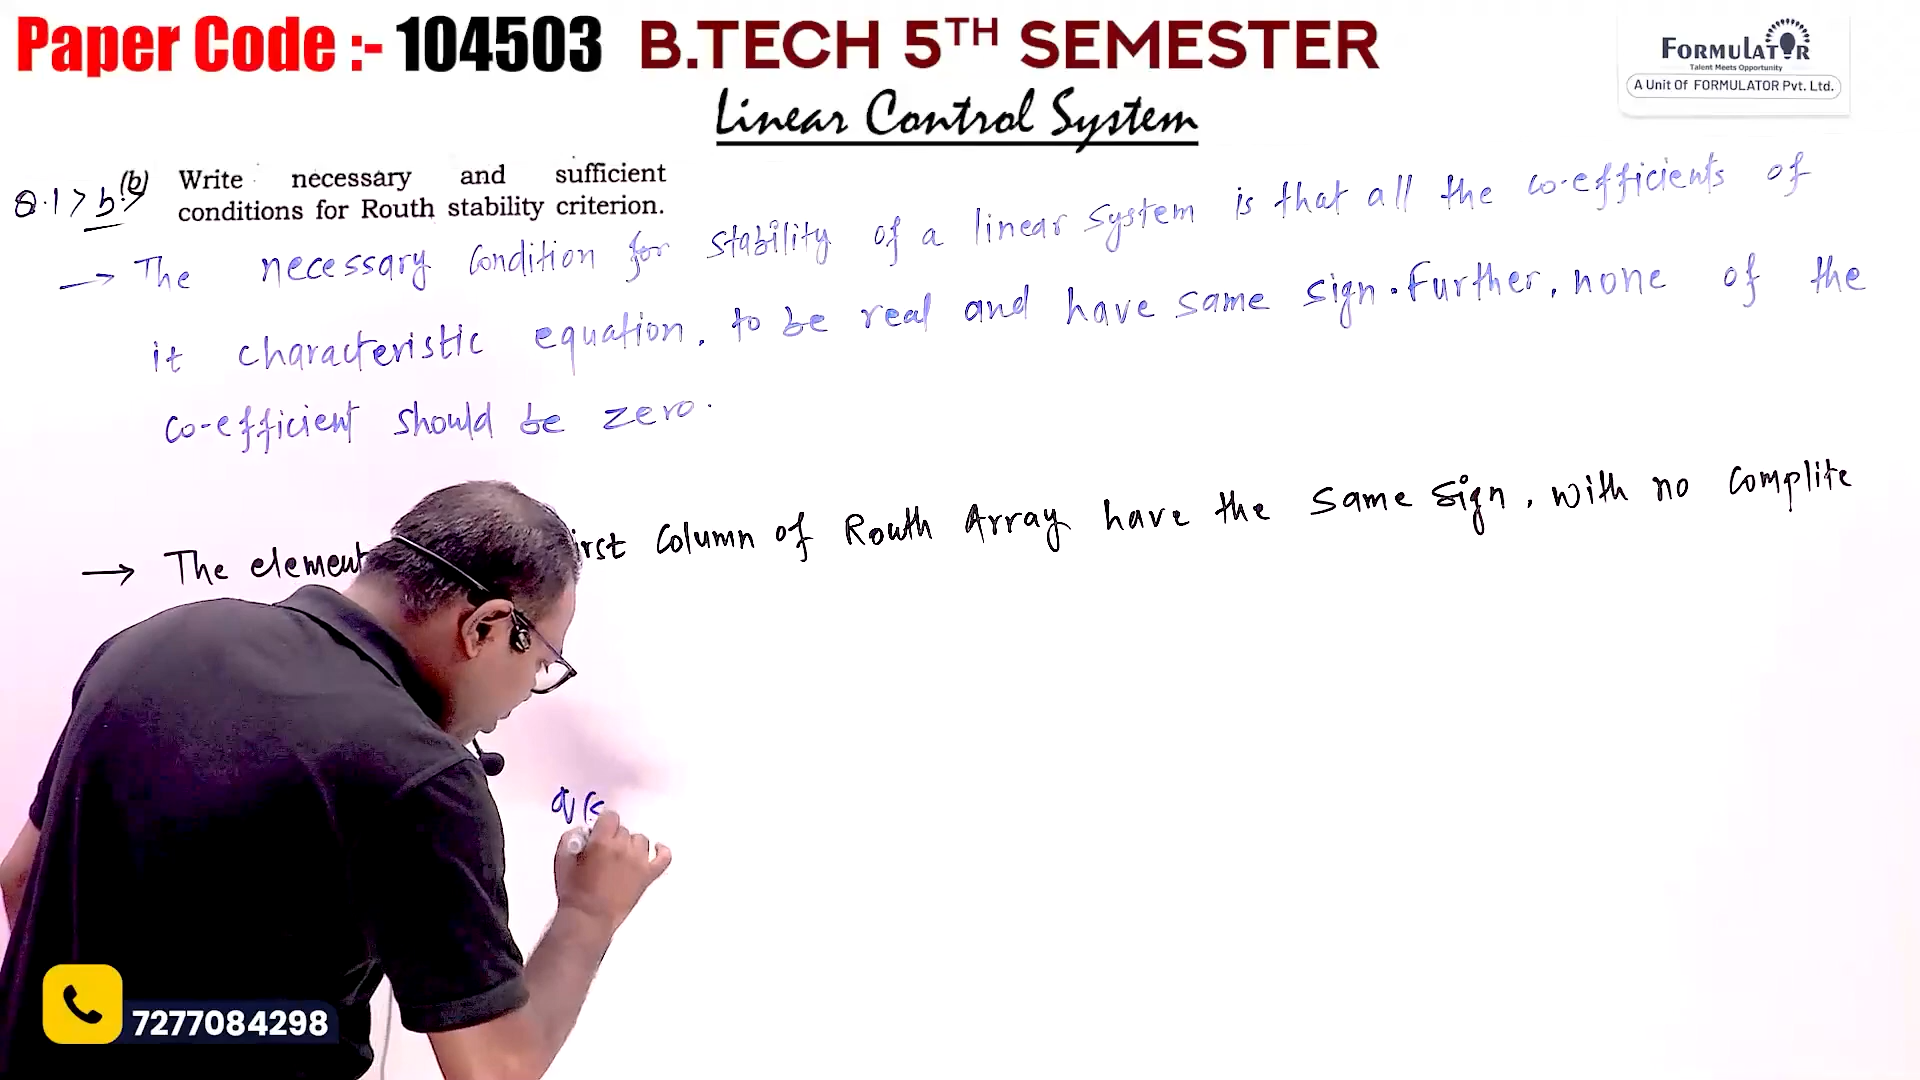 Paper Code :- 104503 B.TECH 5TH SEMESTER
FORMULATOR
Talent Meets Opportunity
A Unit Of FORMULATOR Pvt. Ltd.
Linear Control System
Q.1> b> (b) Write necessary and sufficient
conditions for Routh stability criterion.
→ The necessary condition for stability of a linear system is that all the co-efficients of
it characteristic equation, to be real and have same sign. Further, none of the
co-efficient should be zero.
→ The element irst column of Routh Array have the same sign, with no complite
q(s
7277084298